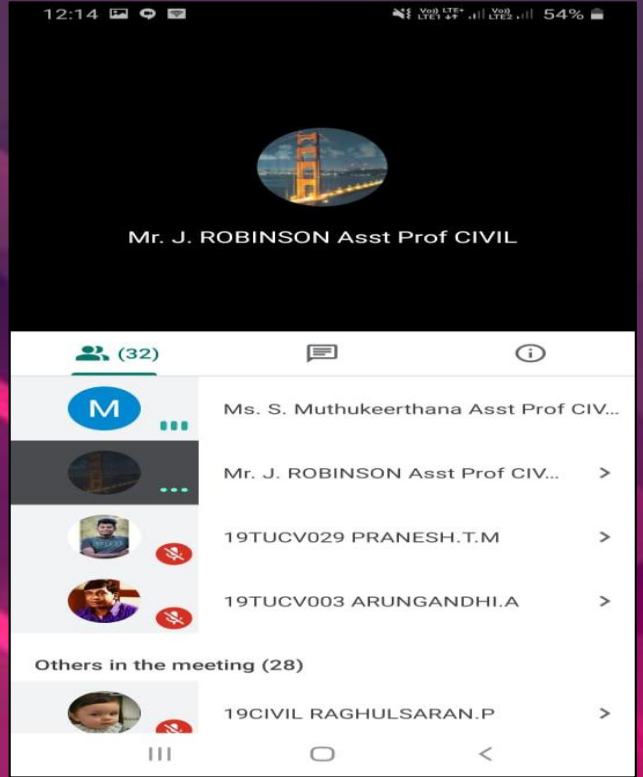 12:14 54%
Mr. J. ROBINSON Asst Prof CIVIL
(32)
M
Ms. S. Muthukeerthana Asst Prof CIV...
Mr. J. ROBINSON Asst Prof CIV...
19TUCV029 PRANESH.T.M
19TUCV003 ARUNGANDHI.A
Others in the meeting (28)
19CIVIL RAGHULSARAN.P